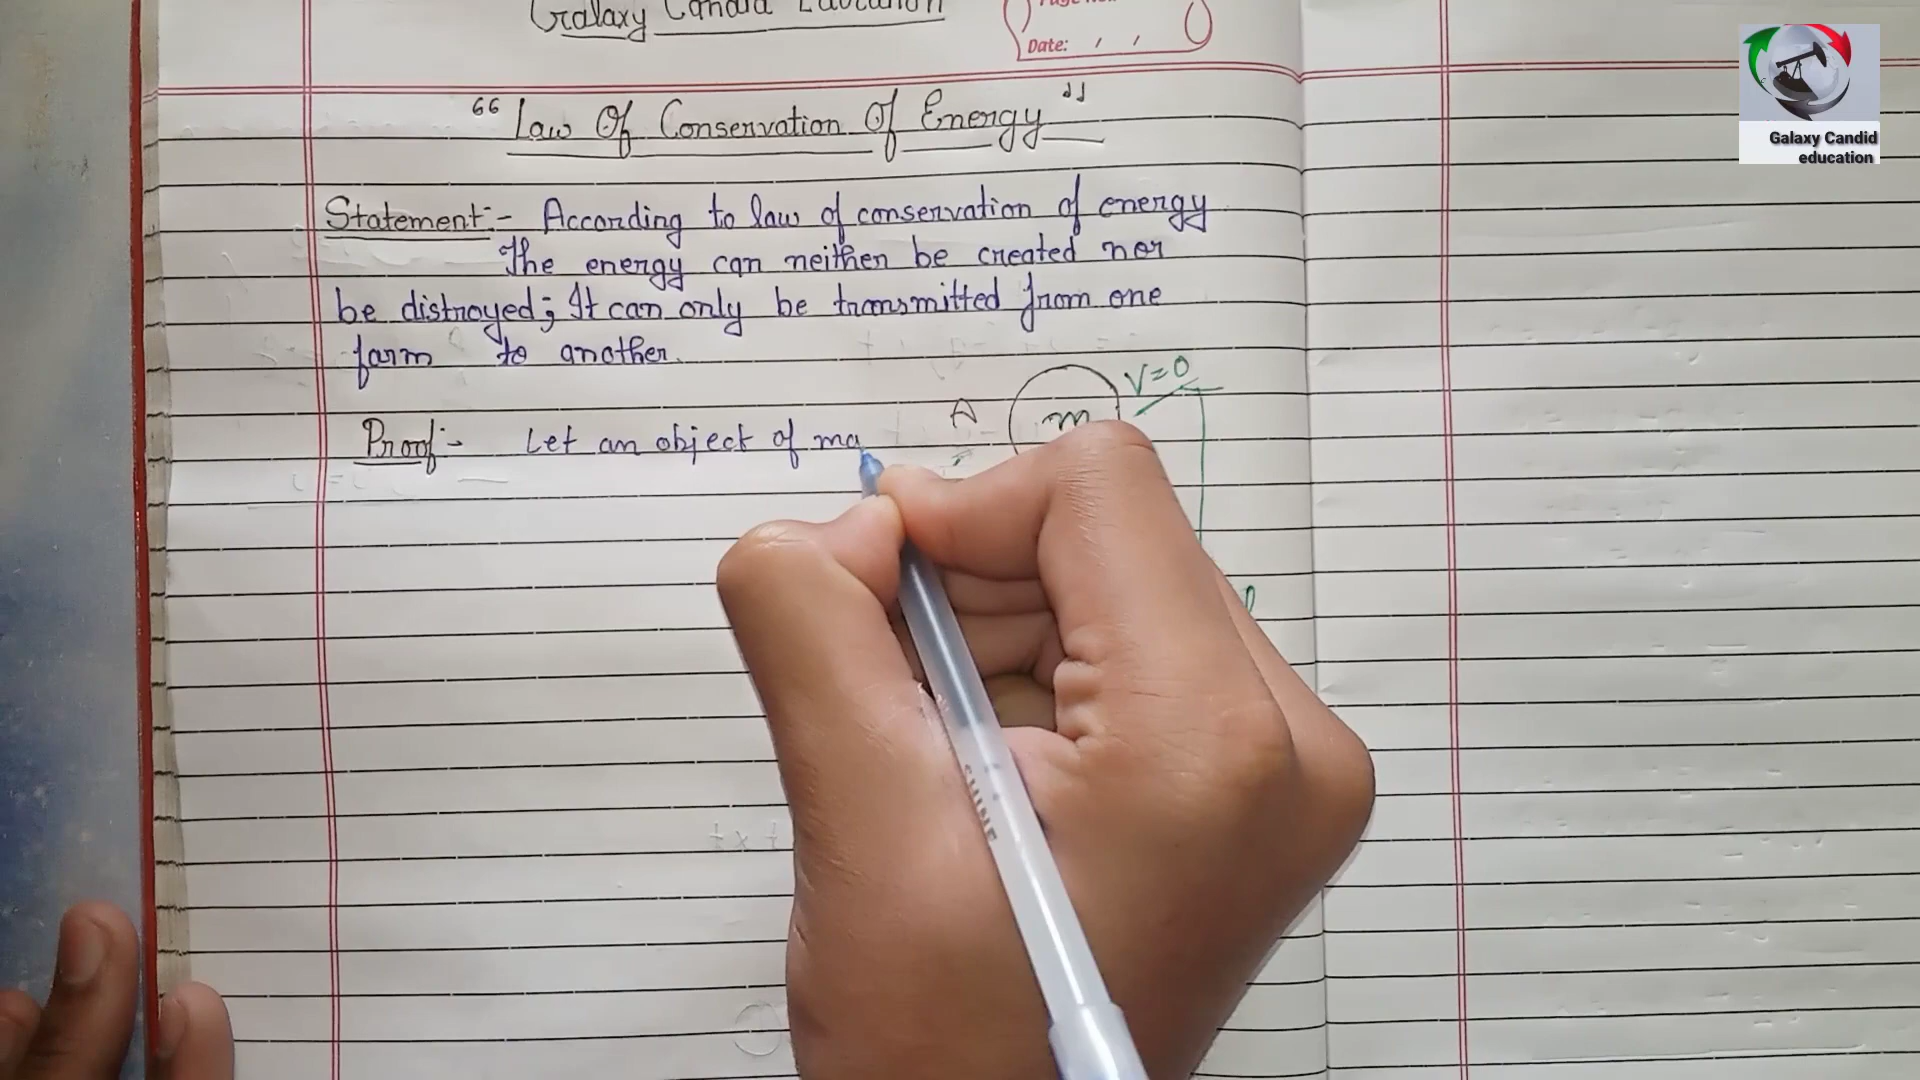 Galaxy Candid Education
Date: / /
"Law Of Conservation Of Energy"
Statement:- According to law of conservation of energy
The energy can neither be created nor
be distroyed; It can only be transmitted from one
farm to another.
V=0
A
m
Proof:- Let an object of ma
SHINE
t x t
Galaxy Candid
education